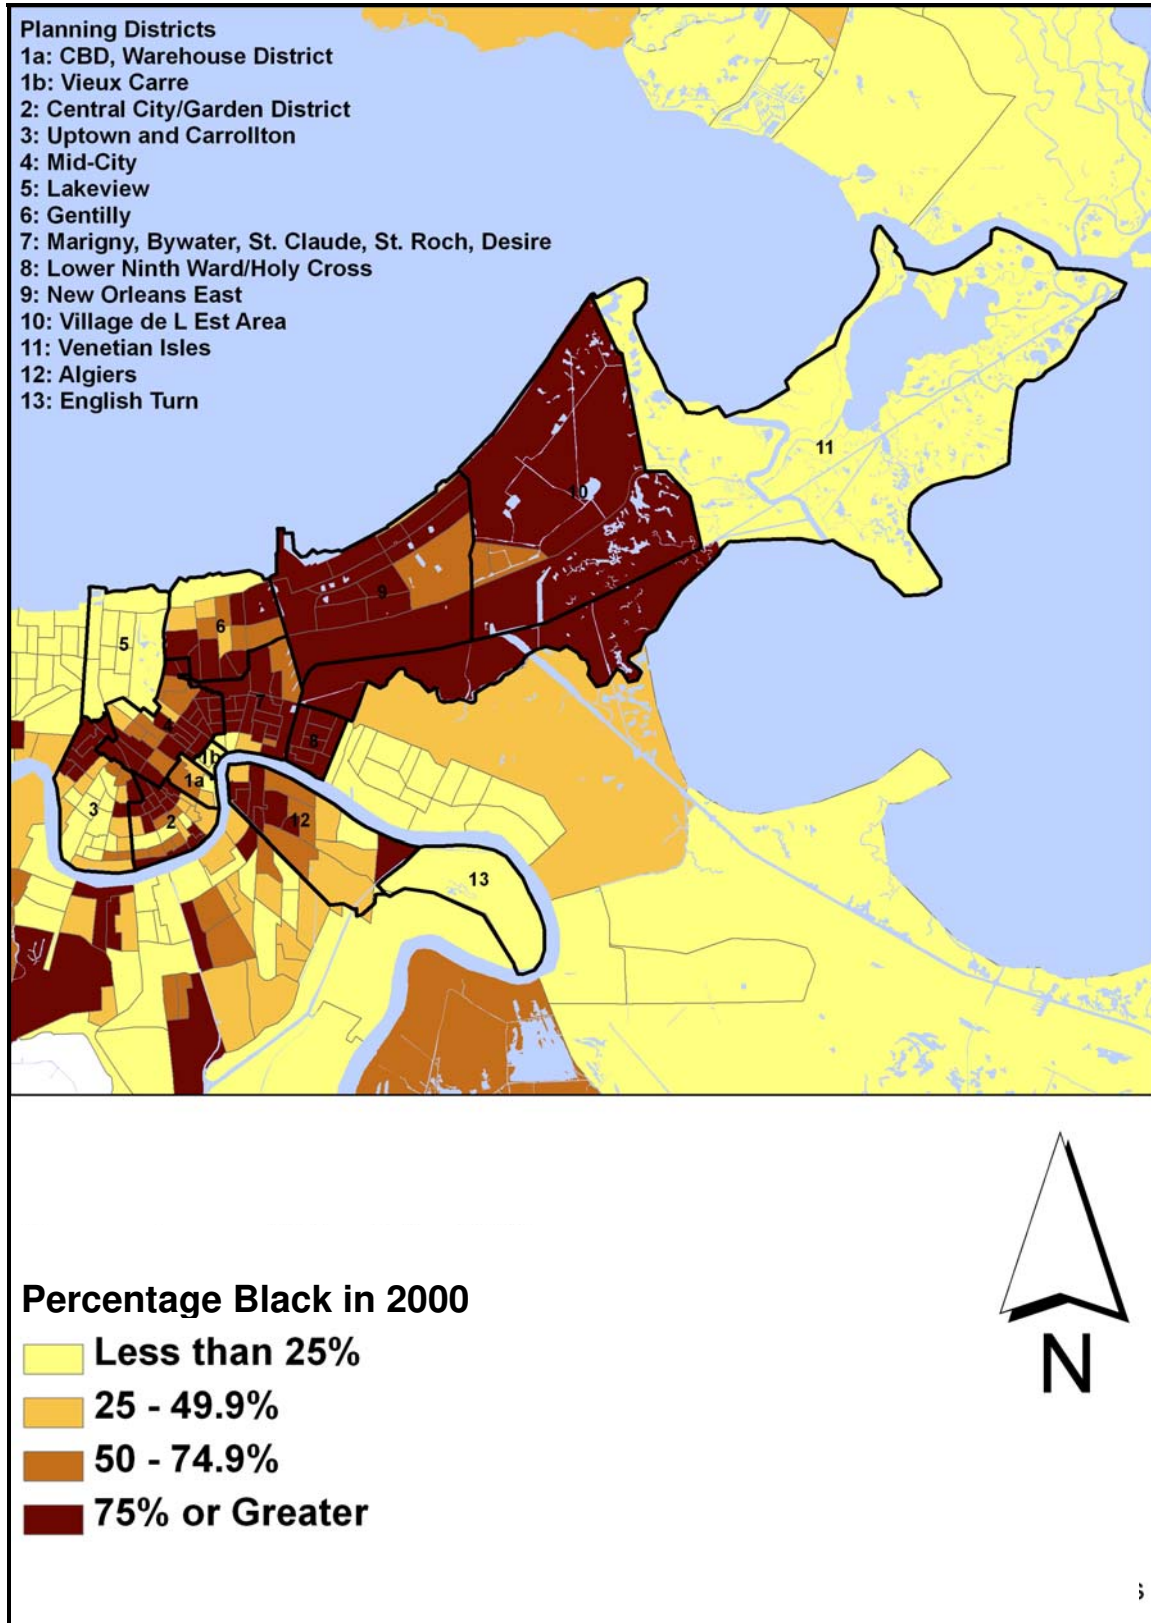 Planning Districts
1a: CBD, Warehouse District
1b: Vieux Carre
2: Central City/Garden District
3: Uptown and Carrollton
4: Mid-City
5: Lakeview
6: Gentilly
7: Marigny, Bywater, St. Claude, St. Roch, Desire
8: Lower Ninth Ward/Holy Cross
9: New Orleans East
10: Village de L Est Area
11: Venetian Isles
12: Algiers
13: English Turn
11
10
9
6
5
7
4
8
1b
1a
3
2
12
13
Percentage Black in 2000
Less than 25%
25 - 49.9%
50 - 74.9%
75% or Greater
N